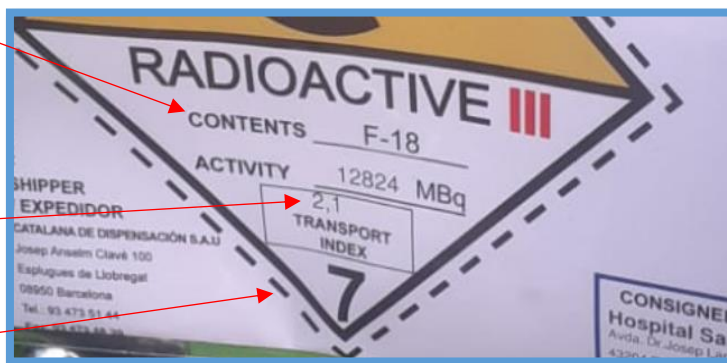 RADIOACTIVE III
CONTENTS F-18
ACTIVITY 12824 MBq
2,1
TRANSPORT
INDEX
7
SHIPPER
EXPEDIDOR
CATALANA DE DISPENSACIÓN S.A.U
Josep Anselm Clavé 100
Esplugues de Llobregat
08950 Barcelona
Tel.: 93 473 51 44
CONSIGNE
Hospital Sa
Avda. Dr. Josep